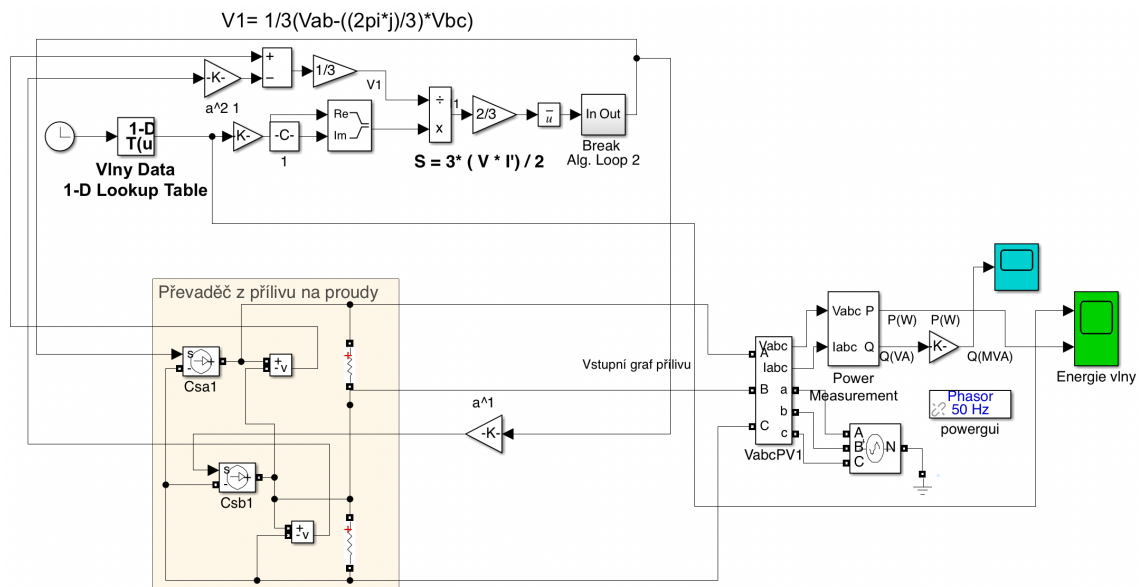 V1= 1/3(Vab-((2pi*j)/3)*Vbc)
+
−
-K-
a^2 1
1/3
V1
1-D
T(u
Vlny Data
1-D Lookup Table
K-
-C-
1
Re
Im
÷
x
1
2/3
u
In Out
Break
Alg. Loop 2
S = 3* ( V * I') / 2
Převaděč z přílivu na proudy
s
-
+
Csa1
+
-v
+
Vstupní graf přílivu
a^1
-K-
s
-
+
Csb1
+
-v
+
Vabc
A
Iabc
B
a
b
C
c
VabcPV1
Vabc P
Iabc Q
Power
Measurement
P(W)
P(W)
Q(VA)
K-
Q(MVA)
Energie vlny
Phasor
50 Hz
powergui
A
B
C
N